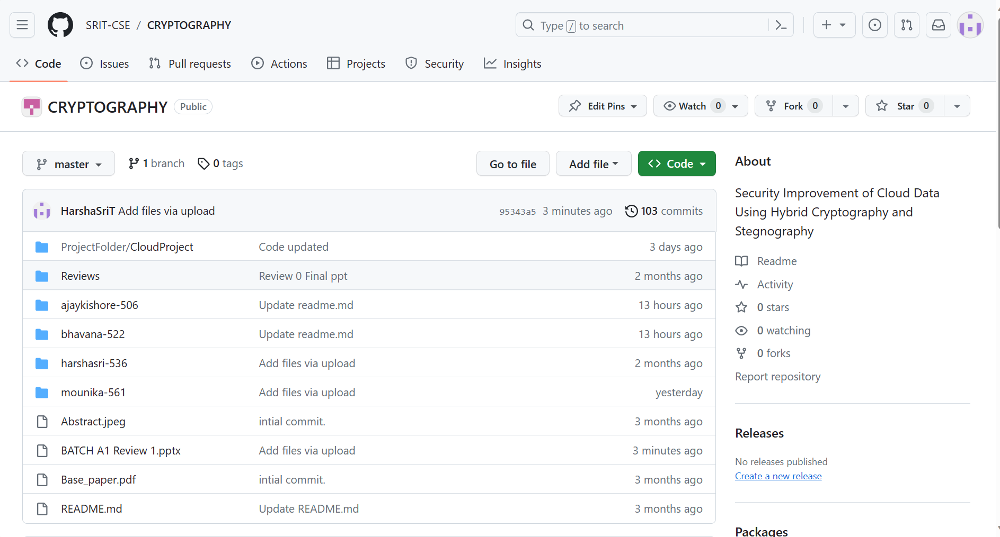 SRIT-CSE / CRYPTOGRAPHY
Type / to search
Code
Issues
Pull requests
Actions
Projects
Security
Insights
CRYPTOGRAPHY Public
Edit Pins
Watch 0
Fork 0
Star 0
master
1 branch
0 tags
Go to file
Add file
Code
HarshaSriT Add files via upload 95343a5 3 minutes ago 103 commits
ProjectFolder/CloudProject Code updated 3 days ago
Reviews Review 0 Final ppt 2 months ago
ajaykishore-506 Update readme.md 13 hours ago
bhavana-522 Update readme.md 13 hours ago
harshasri-536 Add files via upload 2 months ago
mounika-561 Add files via upload yesterday
Abstract.jpeg intial commit. 3 months ago
BATCH A1 Review 1.pptx Add files via upload 3 minutes ago
Base_paper.pdf intial commit. 3 months ago
README.md Update README.md 3 months ago
About
Security Improvement of Cloud Data
Using Hybrid Cryptography and
Stegnography
Readme
Activity
0 stars
0 watching
0 forks
Report repository
Releases
No releases published
Create a new release
Packages